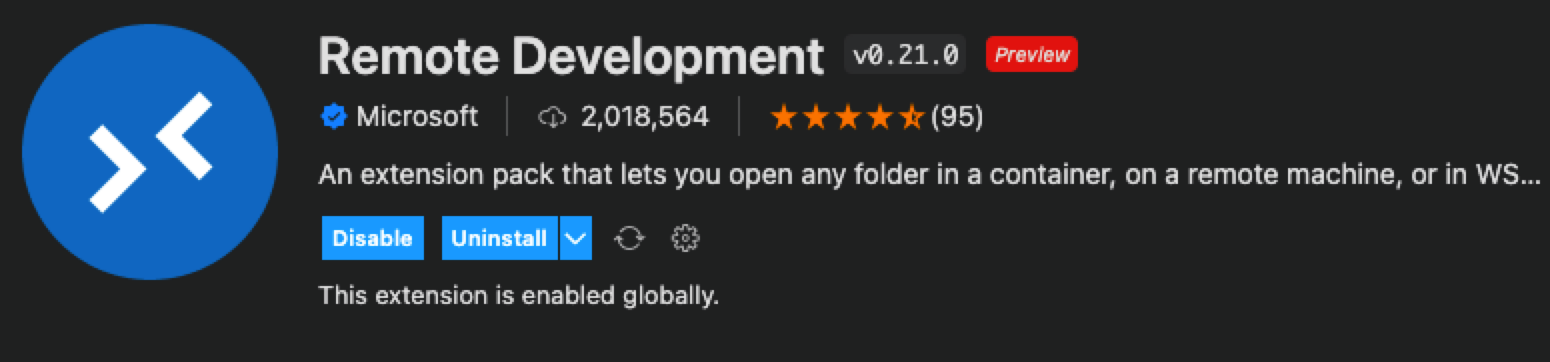 Remote Development v0.21.0 Preview
Microsoft 2,018,564 (95)
An extension pack that lets you open any folder in a container, on a remote machine, or in WS...
Disable Uninstall
This extension is enabled globally.